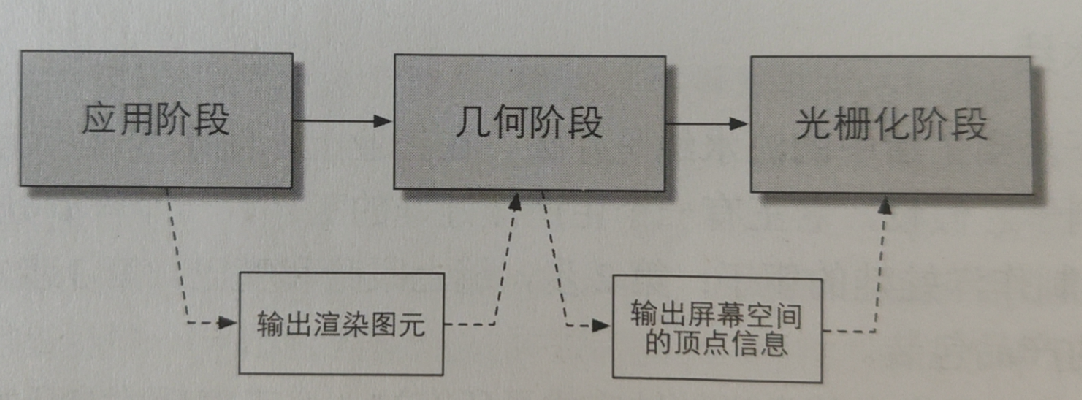 应用阶段
几何阶段
光栅化阶段
输出渲染图元
输出屏幕空间
的顶点信息